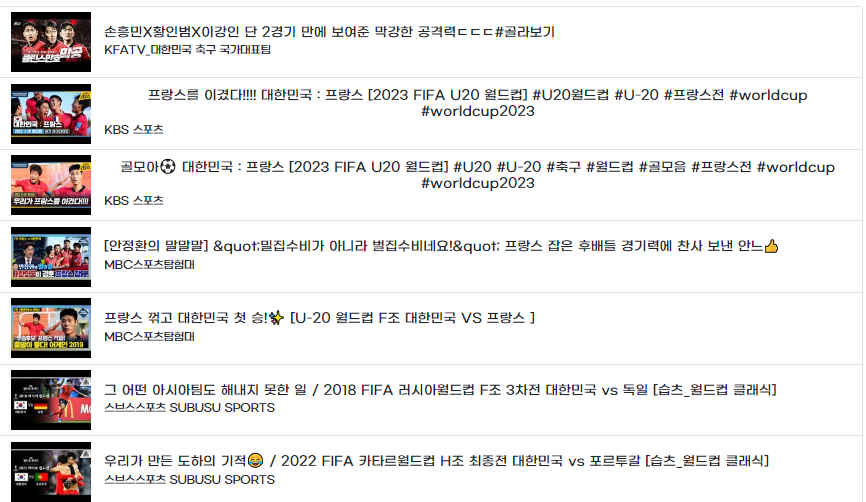 손흥민X황인범X이강인 단 2경기 만에 보여준 막강한 공격력ㄷㄷㄷ#골라보기
KFATV_대한민국 축구 국가대표팀
프랑스를 이겼다!!!! 대한민국 : 프랑스 [2023 FIFA U20 월드컵] #U20월드컵 #U-20 #프랑스전 #worldcup
#worldcup2023
KBS 스포츠
골모아⚽ 대한민국 : 프랑스 [2023 FIFA U20 월드컵] #U20 #U-20 #축구 #월드컵 #골모음 #프랑스전 #worldcup
#worldcup2023
KBS 스포츠
우리가 프랑스를 이겼다!!!!
[안정환의 말말말] &quot;밀집수비가 아니라 벌집수비네요!&quot; 프랑스 잡은 후배들 경기력에 찬사 보낸 안느👍
MBC스포츠탐험대
프랑스 꺾고 대한민국 첫 승!✨ [U-20 월드컵 F조 대한민국 VS 프랑스 ]
MBC스포츠탐험대
그 어떤 아시아팀도 해내지 못한 일 / 2018 FIFA 러시아월드컵 F조 3차전 대한민국 vs 독일 [습츠_월드컵 클래식]
스브스스포츠 SUBUSU SPORTS
우리가 만든 도하의 기적😂 / 2022 FIFA 카타르월드컵 H조 최종전 대한민국 vs 포르투갈 [습츠_월드컵 클래식]
스브스스포츠 SUBUSU SPORTS